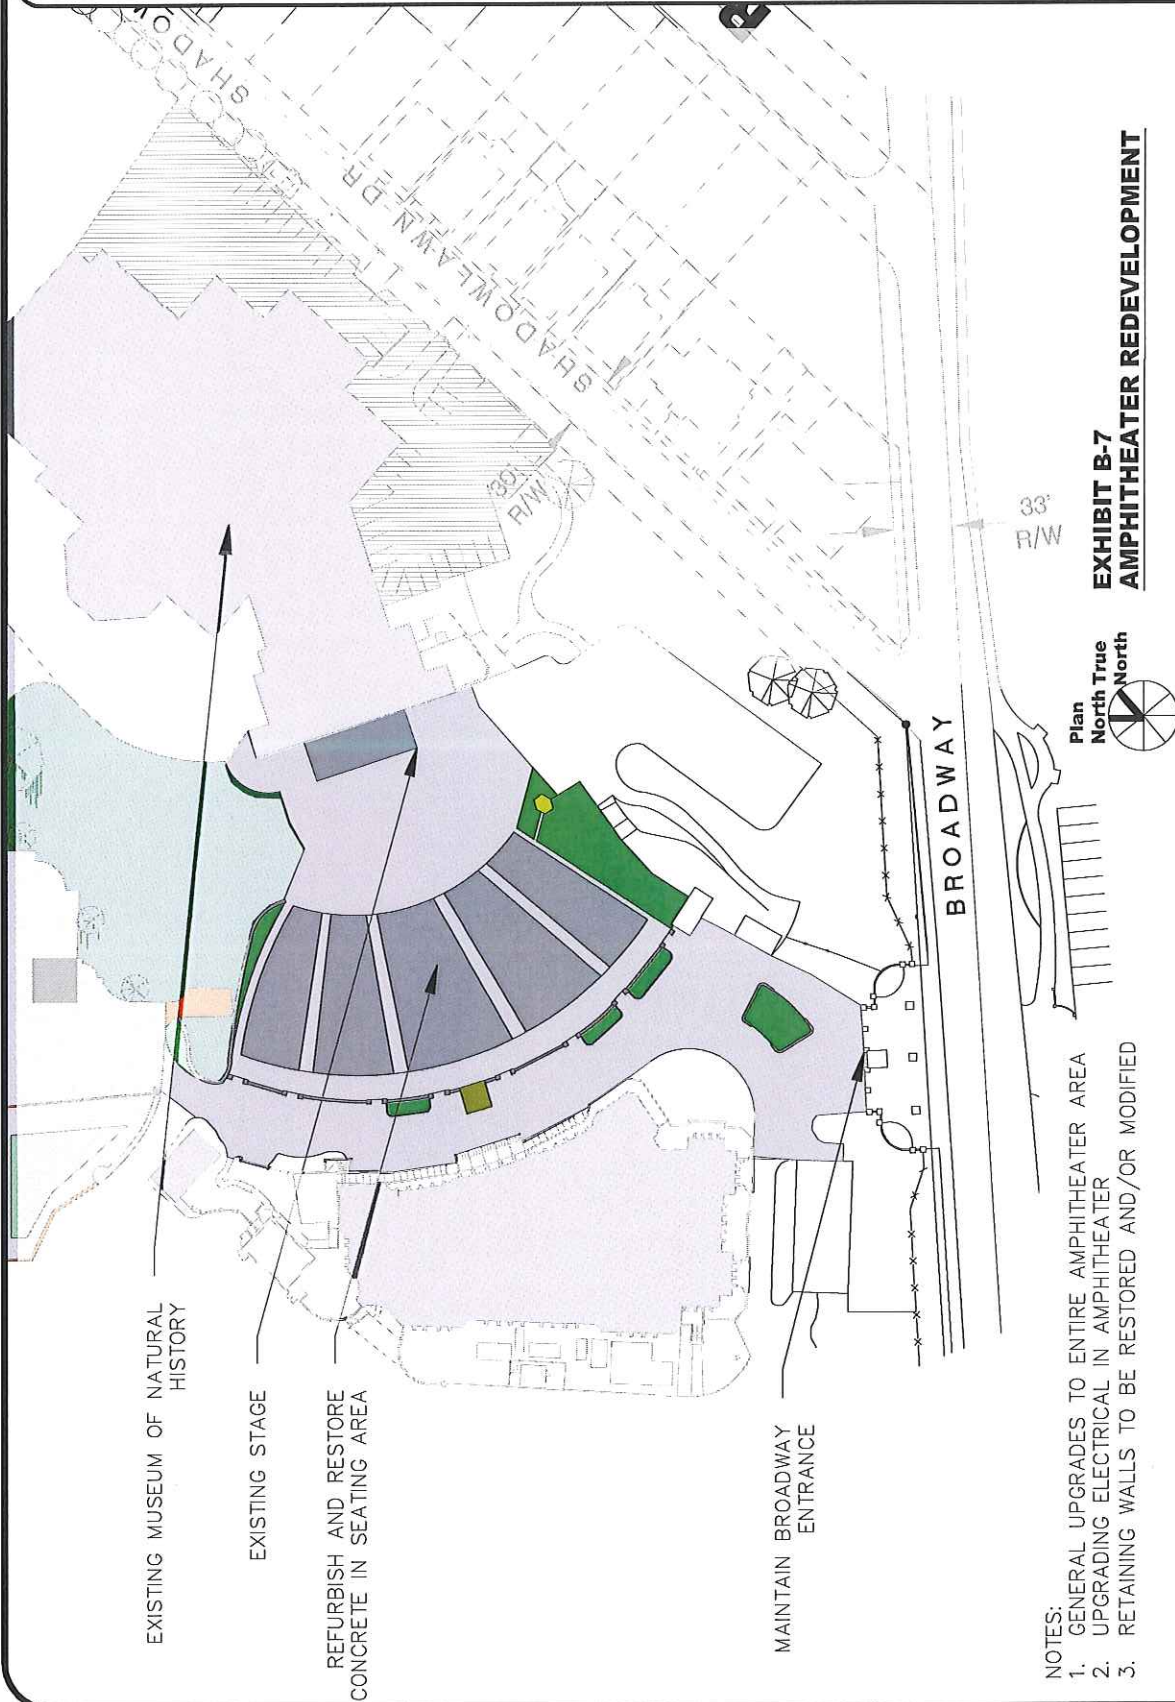 EXISTING MUSEUM OF NATURAL
HISTORY
EXISTING STAGE
REFURBISH AND RESTORE
CONCRETE IN SEATING AREA
MAINTAIN BROADWAY
ENTRANCE
SHADOWLAWN DR
SHADOW
30'
R/W
33'
R/W
BROADWAY
NOTES:
1. GENERAL UPGRADES TO ENTIRE AMPHITHEATER AREA
2. UPGRADING ELECTRICAL IN AMPHITHEATER
3. RETAINING WALLS TO BE RESTORED AND/OR MODIFIED
Plan
North True
North
EXHIBIT B-7
AMPHITHEATER REDEVELOPMENT